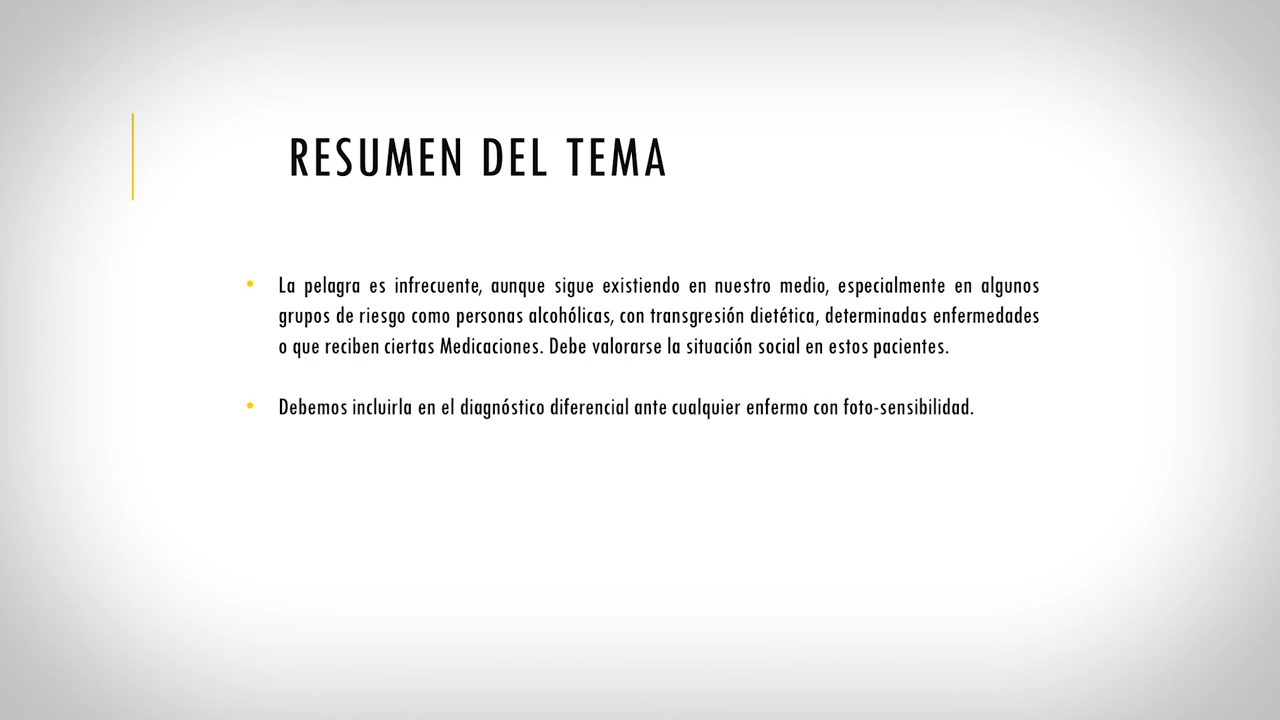 RESUMEN DEL TEMA
• La pelagra es infrecuente, aunque sigue existiendo en nuestro medio, especialmente en algunos
grupos de riesgo como personas alcohólicas, con transgresión dietética, determinadas enfermedades
o que reciben ciertas Medicaciones. Debe valorarse la situación social en estos pacientes.
• Debemos incluirla en el diagnóstico diferencial ante cualquier enfermo con foto-sensibilidad.